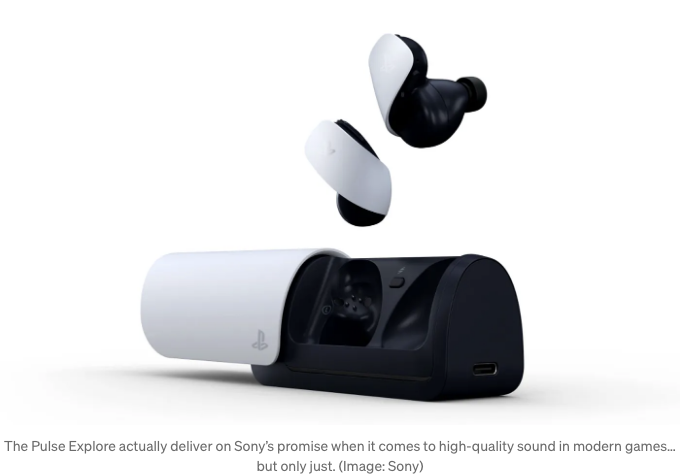 The Pulse Explore actually deliver on Sony’s promise when it comes to high-quality sound in modern games…
but only just. (Image: Sony)